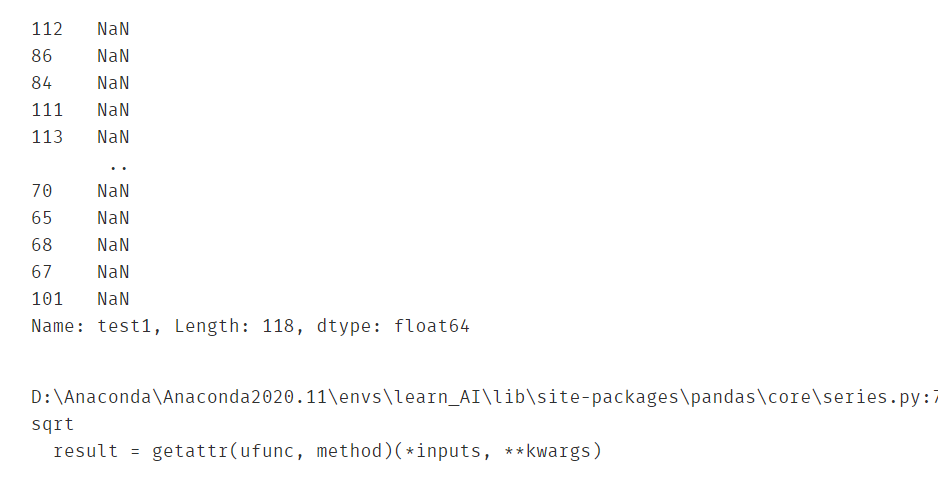 112 NaN
86 NaN
84 NaN
111 NaN
113 NaN
..
70 NaN
65 NaN
68 NaN
67 NaN
101 NaN
Name: test1, Length: 118, dtype: float64
D:\Anaconda\Anaconda2020.11\envs\learn_AI\lib\site-packages\pandas\core\series.py:7
sqrt
result = getattr(ufunc, method)(*inputs, **kwargs)